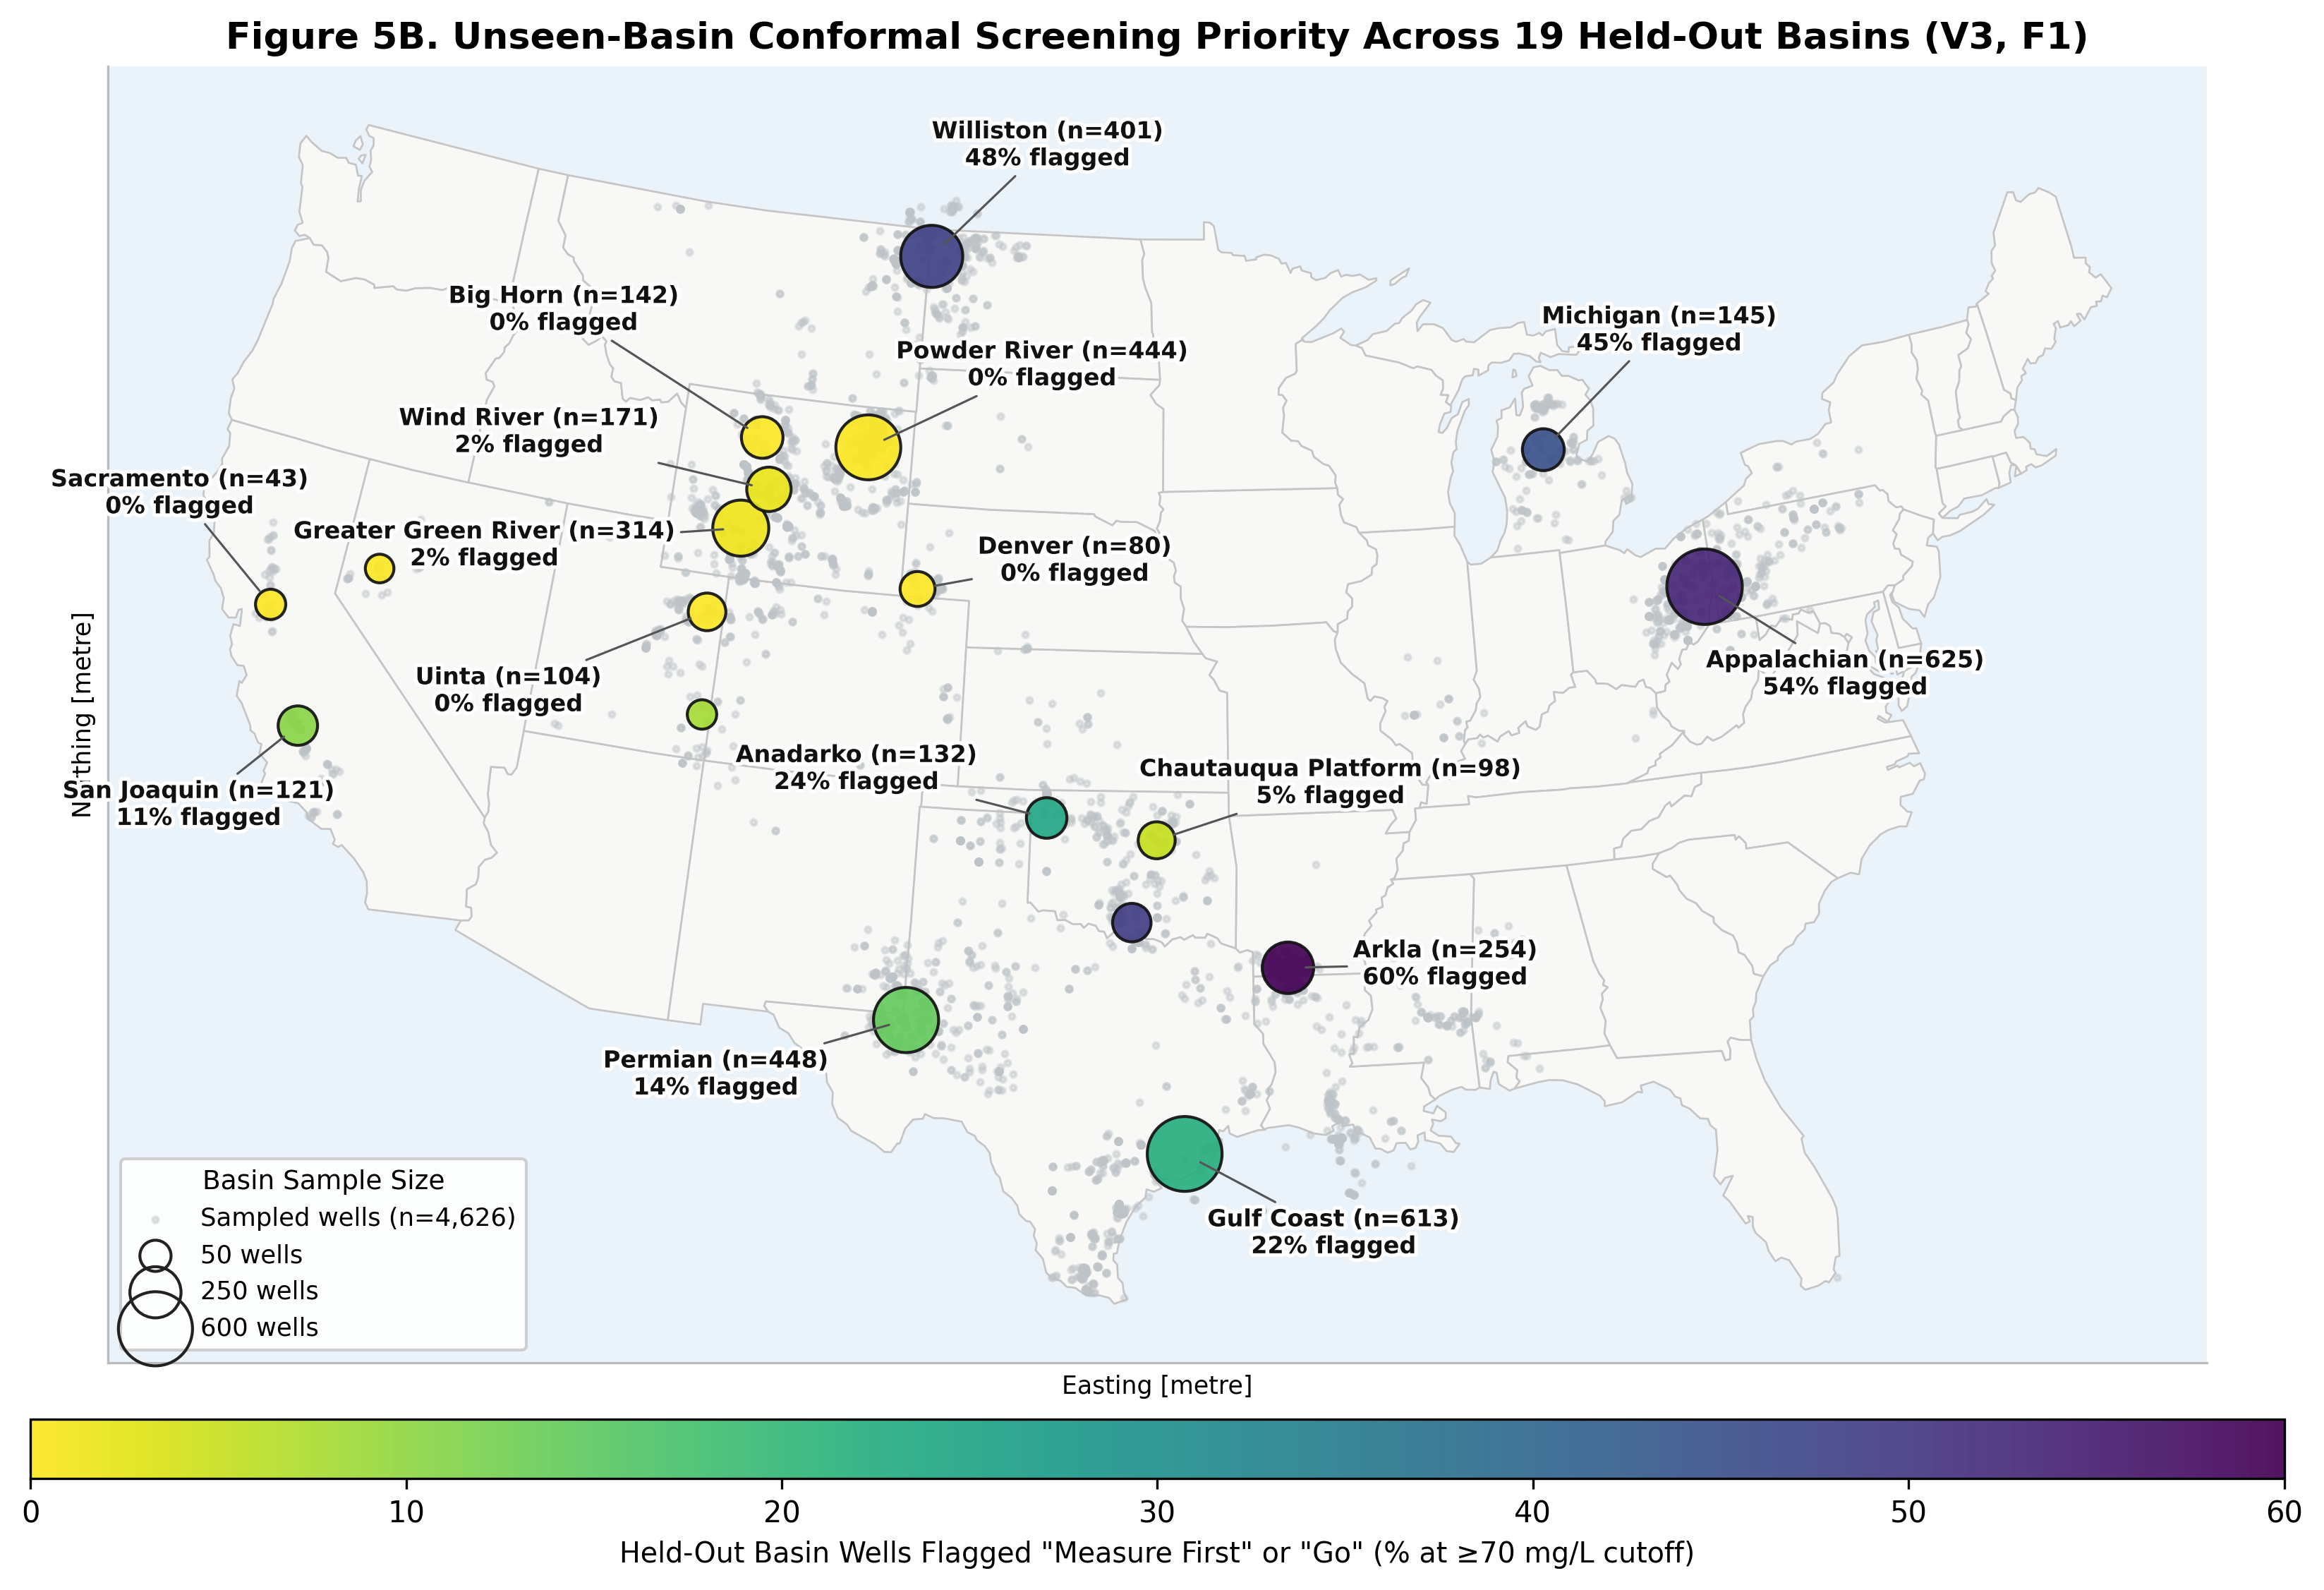 Figure 5B. Unseen-Basin Conformal Screening Priority Across 19 Held-Out Basins (V3, F1)
Williston (n=401)
48% flagged
Big Horn (n=142)
0% flagged
Michigan (n=145)
45% flagged
Powder River (n=444)
0% flagged
Wind River (n=171)
2% flagged
Sacramento (n=43)
0% flagged
Greater Green River (n=314)
2% flagged
Denver (n=80)
0% flagged
Northing [metre]
Uinta (n=104)
0% flagged
Appalachian (n=625)
54% flagged
San Joaquin (n=121)
11% flagged
Anadarko (n=132)
24% flagged
Chautauqua Platform (n=98)
5% flagged
Arkla (n=254)
60% flagged
Permian (n=448)
14% flagged
Gulf Coast (n=613)
22% flagged
Basin Sample Size
Sampled wells (n=4,626)
50 wells
250 wells
600 wells
Easting [metre]
0 10 20 30 40 50 60
Held-Out Basin Wells Flagged "Measure First" or "Go" (% at ≥70 mg/L cutoff)